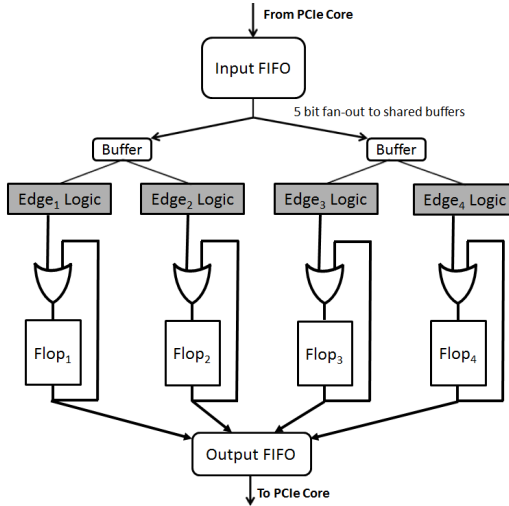 From PCIe Core
Input FIFO
5 bit fan-out to shared buffers
Buffer
Buffer
Edge₁ Logic
Edge₂ Logic
Edge₃ Logic
Edge₄ Logic
Flop₁
Flop₂
Flop₃
Flop₄
Output FIFO
To PCIe Core